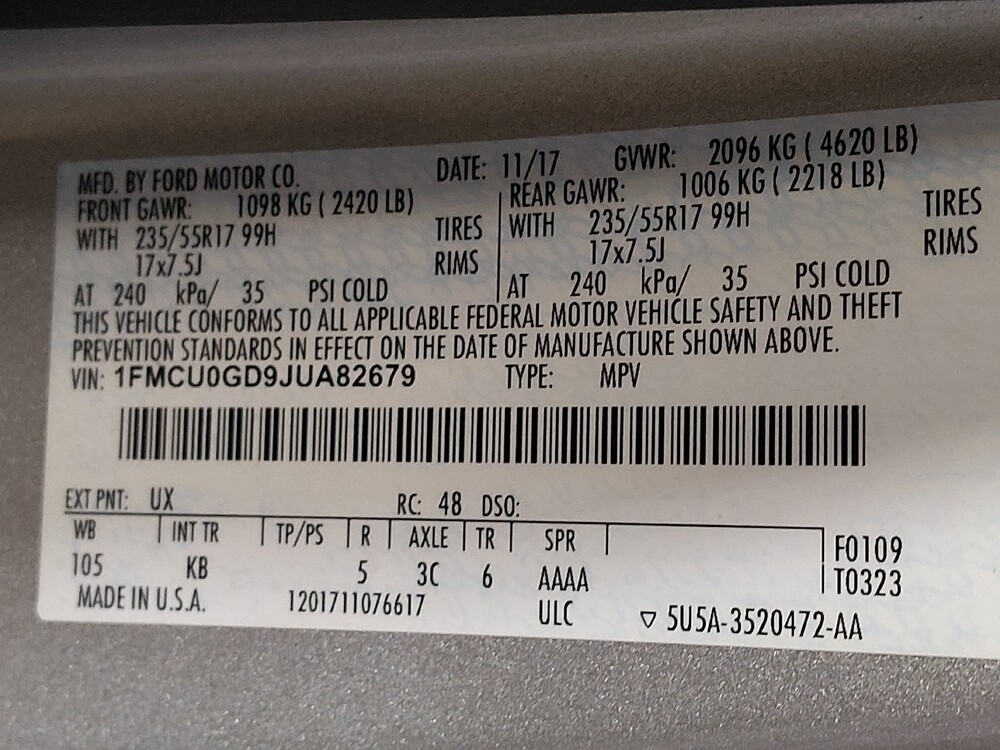 MFD. BY FORD MOTOR CO. DATE: 11/17 GVWR: 2096 KG ( 4620 LB)
FRONT GAWR: 1098 KG ( 2420 LB) REAR GAWR: 1006 KG ( 2218 LB)
WITH 235/55R17 99H TIRES WITH 235/55R17 99H TIRES
17x7.5J RIMS 17x7.5J RIMS
AT 240 kPa/ 35 PSI COLD AT 240 kPa/ 35 PSI COLD
THIS VEHICLE CONFORMS TO ALL APPLICABLE FEDERAL MOTOR VEHICLE SAFETY AND THEFT
PREVENTION STANDARDS IN EFFECT ON THE DATE OF MANUFACTURE SHOWN ABOVE.
VIN: 1FMCU0GD9JUA82679 TYPE: MPV
EXT PNT: UX RC: 48 DSO:
WB INT TR TP/PS R AXLE TR SPR F0109
105 KB 5 3C 6 AAAA T0323
MADE IN U.S.A. 1201711076617 ULC ▽ 5U5A-3520472-AA